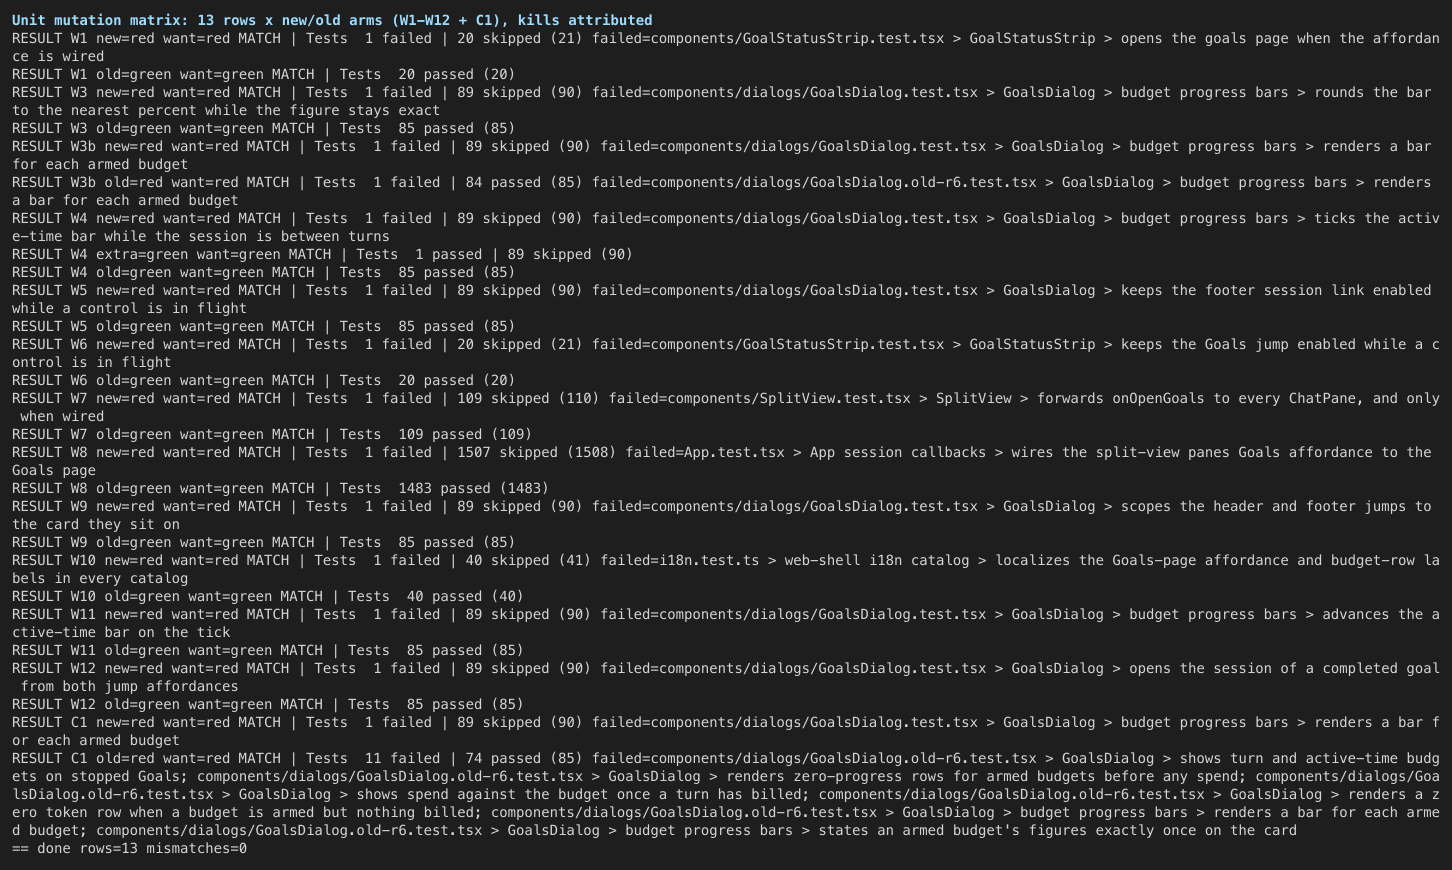 Unit mutation matrix: 13 rows x new/old arms (W1-W12 + C1), kills attributed
RESULT W1 new=red want=red MATCH | Tests  1 failed | 20 skipped (21) failed=components/GoalStatusStrip.test.tsx > GoalStatusStrip > opens the goals page when the affordan
ce is wired
RESULT W1 old=green want=green MATCH | Tests  20 passed (20)
RESULT W3 new=red want=red MATCH | Tests  1 failed | 89 skipped (90) failed=components/dialogs/GoalsDialog.test.tsx > GoalsDialog > budget progress bars > rounds the bar
to the nearest percent while the figure stays exact
RESULT W3 old=green want=green MATCH | Tests  85 passed (85)
RESULT W3b new=red want=red MATCH | Tests  1 failed | 89 skipped (90) failed=components/dialogs/GoalsDialog.test.tsx > GoalsDialog > budget progress bars > renders a bar
for each armed budget
RESULT W3b old=red want=red MATCH | Tests  1 failed | 84 passed (85) failed=components/dialogs/GoalsDialog.old-r6.test.tsx > GoalsDialog > budget progress bars > renders
a bar for each armed budget
RESULT W4 new=red want=red MATCH | Tests  1 failed | 89 skipped (90) failed=components/dialogs/GoalsDialog.test.tsx > GoalsDialog > budget progress bars > ticks the activ
e-time bar while the session is between turns
RESULT W4 extra=green want=green MATCH | Tests  1 passed | 89 skipped (90)
RESULT W4 old=green want=green MATCH | Tests  85 passed (85)
RESULT W5 new=red want=red MATCH | Tests  1 failed | 89 skipped (90) failed=components/dialogs/GoalsDialog.test.tsx > GoalsDialog > keeps the footer session link enabled
while a control is in flight
RESULT W5 old=green want=green MATCH | Tests  85 passed (85)
RESULT W6 new=red want=red MATCH | Tests  1 failed | 20 skipped (21) failed=components/GoalStatusStrip.test.tsx > GoalStatusStrip > keeps the Goals jump enabled while a c
ontrol is in flight
RESULT W6 old=green want=green MATCH | Tests  20 passed (20)
RESULT W7 new=red want=red MATCH | Tests  1 failed | 109 skipped (110) failed=components/SplitView.test.tsx > SplitView > forwards onOpenGoals to every ChatPane, and only
 when wired
RESULT W7 old=green want=green MATCH | Tests  109 passed (109)
RESULT W8 new=red want=red MATCH | Tests  1 failed | 1507 skipped (1508) failed=App.test.tsx > App session callbacks > wires the split-view panes Goals affordance to the
Goals page
RESULT W8 old=green want=green MATCH | Tests  1483 passed (1483)
RESULT W9 new=red want=red MATCH | Tests  1 failed | 89 skipped (90) failed=components/dialogs/GoalsDialog.test.tsx > GoalsDialog > scopes the header and footer jumps to
the card they sit on
RESULT W9 old=green want=green MATCH | Tests  85 passed (85)
RESULT W10 new=red want=red MATCH | Tests  1 failed | 40 skipped (41) failed=i18n.test.ts > web-shell i18n catalog > localizes the Goals-page affordance and budget-row la
bels in every catalog
RESULT W10 old=green want=green MATCH | Tests  40 passed (40)
RESULT W11 new=red want=red MATCH | Tests  1 failed | 89 skipped (90) failed=components/dialogs/GoalsDialog.test.tsx > GoalsDialog > budget progress bars > advances the a
ctive-time bar on the tick
RESULT W11 old=green want=green MATCH | Tests  85 passed (85)
RESULT W12 new=red want=red MATCH | Tests  1 failed | 89 skipped (90) failed=components/dialogs/GoalsDialog.test.tsx > GoalsDialog > opens the session of a completed goal
 from both jump affordances
RESULT W12 old=green want=green MATCH | Tests  85 passed (85)
RESULT C1 new=red want=red MATCH | Tests  1 failed | 89 skipped (90) failed=components/dialogs/GoalsDialog.test.tsx > GoalsDialog > budget progress bars > renders a bar f
or each armed budget
RESULT C1 old=red want=red MATCH | Tests  11 failed | 74 passed (85) failed=components/dialogs/GoalsDialog.old-r6.test.tsx > GoalsDialog > shows turn and active-time budg
ets on stopped Goals; components/dialogs/GoalsDialog.old-r6.test.tsx > GoalsDialog > renders zero-progress rows for armed budgets before any spend; components/dialogs/Goa
lsDialog.old-r6.test.tsx > GoalsDialog > shows spend against the budget once a turn has billed; components/dialogs/GoalsDialog.old-r6.test.tsx > GoalsDialog > renders a z
ero token row when a budget is armed but nothing billed; components/dialogs/GoalsDialog.old-r6.test.tsx > GoalsDialog > budget progress bars > renders a bar for each arme
d budget; components/dialogs/GoalsDialog.old-r6.test.tsx > GoalsDialog > budget progress bars > states an armed budget's figures exactly once on the card
== done rows=13 mismatches=0